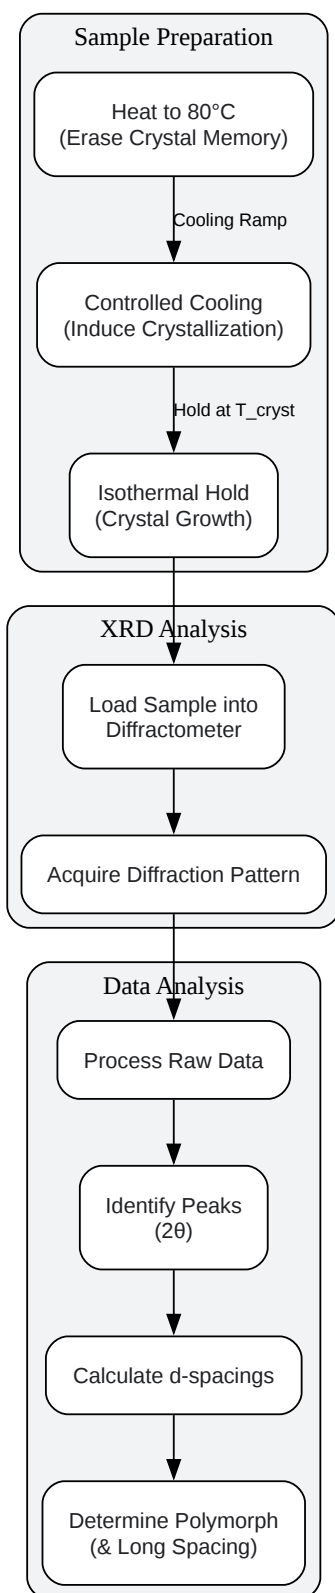 Sample Preparation
Heat to 80°C
(Erase Crystal Memory)
Cooling Ramp
Controlled Cooling
(Induce Crystallization)
Hold at T_cryst
Isothermal Hold
(Crystal Growth)
XRD Analysis
Load Sample into
Diffractometer
Acquire Diffraction Pattern
Data Analysis
Process Raw Data
Identify Peaks
(2θ)
Calculate d-spacings
Determine Polymorph
(& Long Spacing)